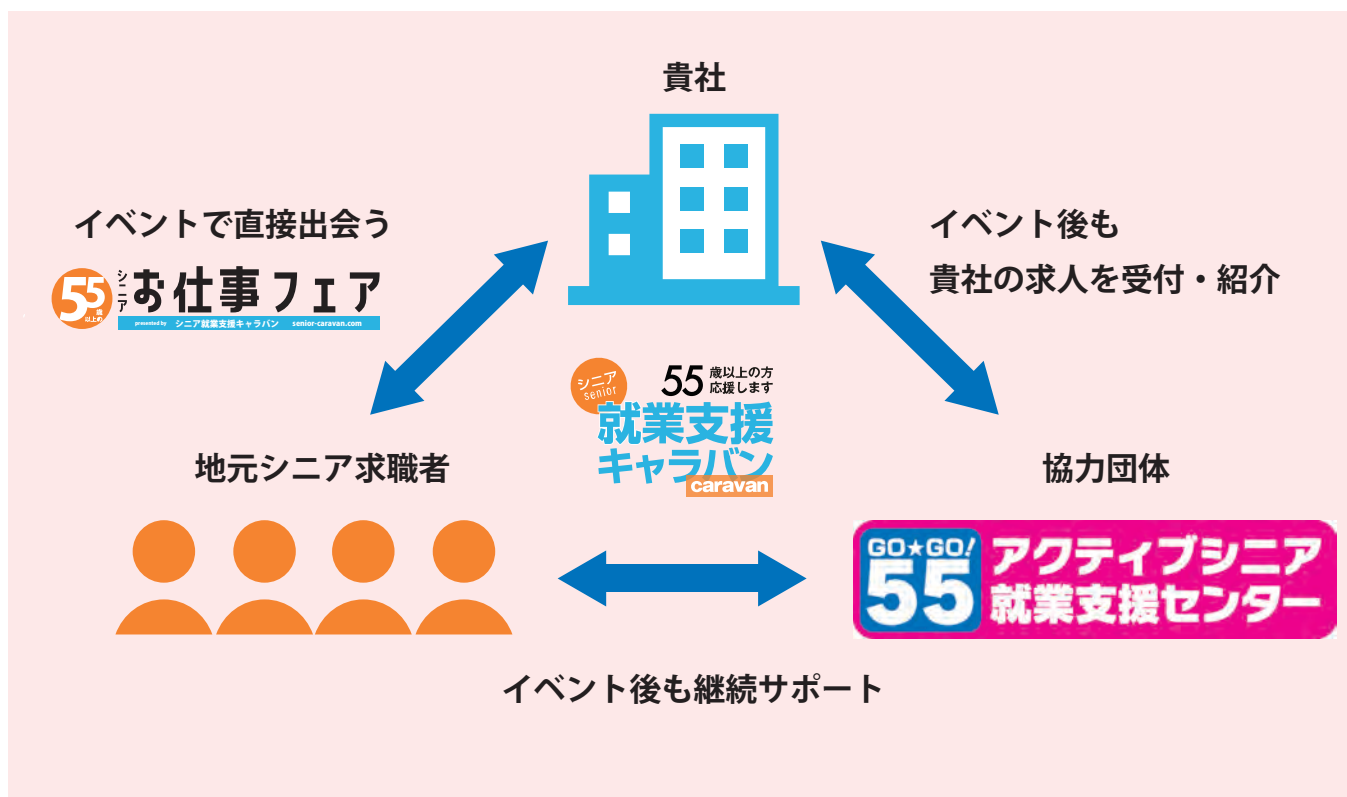 貴社
イベントで直接出会う
55歳以上の
シニア
お仕事フェア
presented by シニア就業支援キャラバン senior-caravan.com
イベント後も
貴社の求人を受付・紹介
シニア
senior
55歳以上の方
応援します
就業支援
キャラバン
caravan
地元シニア求職者
協力団体
GO★GO!
55
アクティブシニア
就業支援センター
イベント後も継続サポート